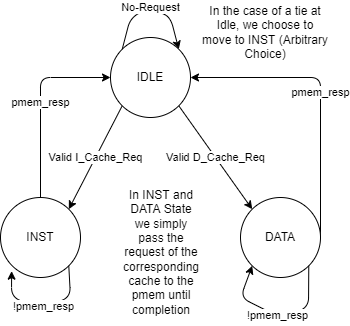 No-Request
In the case of a tie at
Idle, we choose to
move to INST (Arbitrary
Choice)
IDLE
pmem_resp
pmem_resp
Valid I_Cache_Req
Valid D_Cache_Req
In INST and
DATA State
we simply
pass the
request of the
corresponding
cache to the
pmem until
completion
INST
DATA
!pmem_resp
!pmem_resp